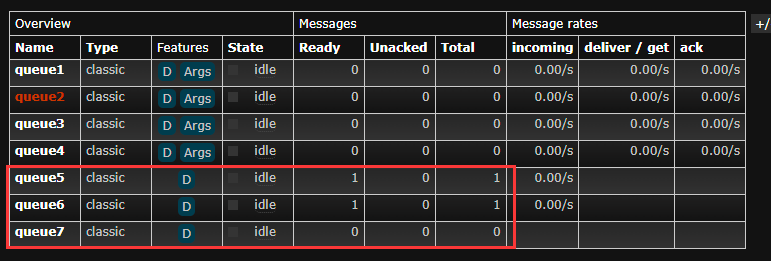 Overview Messages Message rates +/
Name Type Features State Ready Unacked Total incoming deliver / get ack
queue1 classic D Args idle 0 0 0 0.00/s 0.00/s 0.00/s
queue2 classic D Args idle 0 0 0 0.00/s 0.00/s 0.00/s
queue3 classic D Args idle 0 0 0 0.00/s 0.00/s 0.00/s
queue4 classic D Args idle 0 0 0 0.00/s 0.00/s 0.00/s
queue5 classic D idle 1 0 1 0.00/s
queue6 classic D idle 1 0 1 0.00/s
queue7 classic D idle 0 0 0